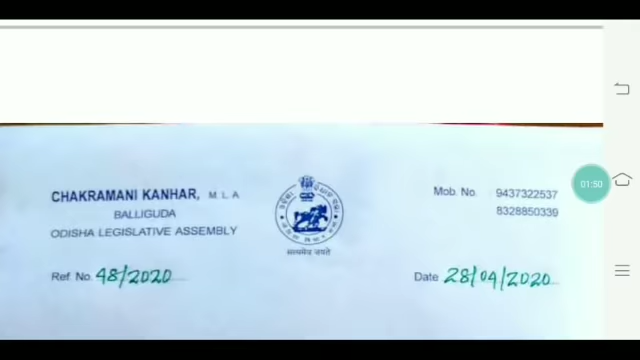 CHAKRAMANI KANHAR, M.L.A
BALLIGUDA
ODISHA LEGISLATIVE ASSEMBLY
Ref. No. 48/2020
सत्यमेव जयते
Mob. No. 9437322537
8328850339
Date 28/04/2020
01:50